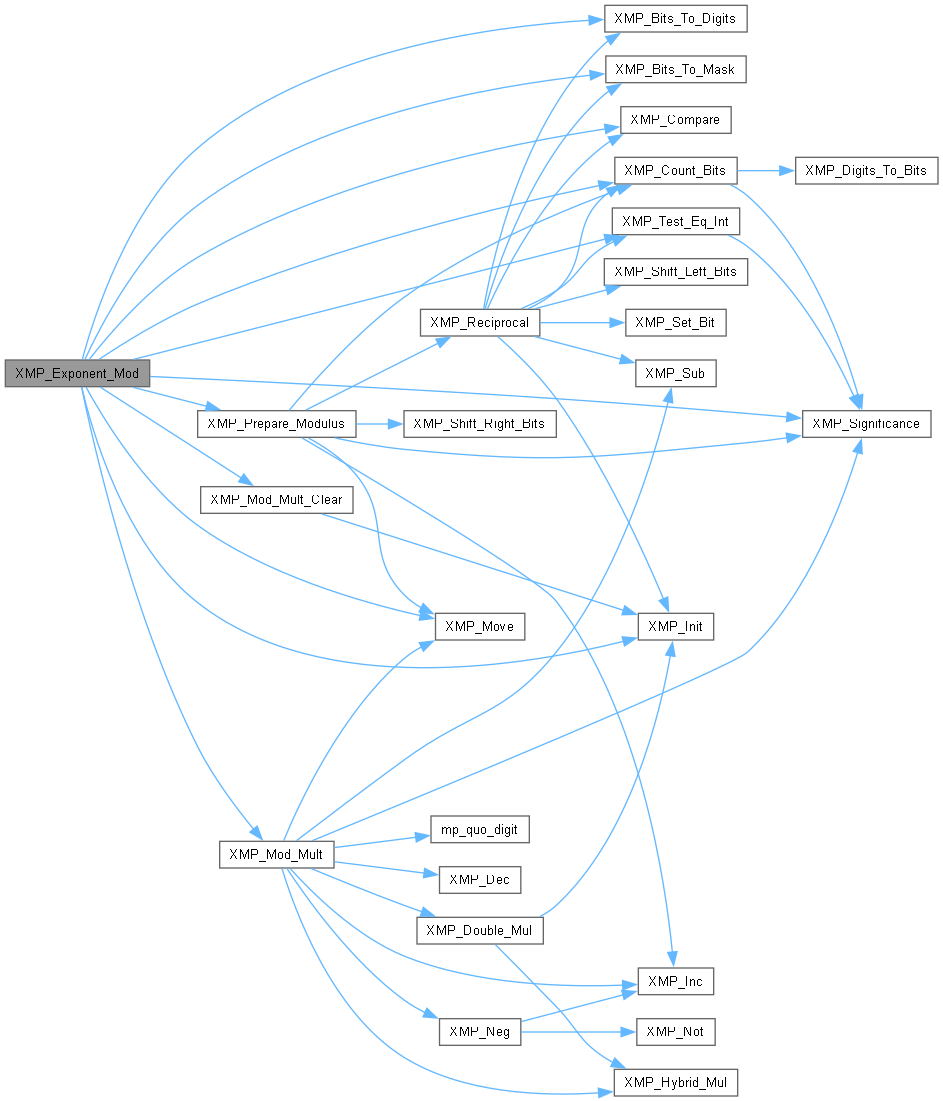 XMP_Bits_To_Digits
XMP_Bits_To_Mask
XMP_Compare
XMP_Count_Bits
XMP_Digits_To_Bits
XMP_Test_Eq_Int
XMP_Shift_Left_Bits
XMP_Reciprocal
XMP_Set_Bit
XMP_Exponent_Mod
XMP_Sub
XMP_Prepare_Modulus
XMP_Shift_Right_Bits
XMP_Significance
XMP_Mod_Mult_Clear
XMP_Move
XMP_Init
mp_quo_digit
XMP_Mod_Mult
XMP_Dec
XMP_Double_Mul
XMP_Inc
XMP_Neg
XMP_Not
XMP_Hybrid_Mul